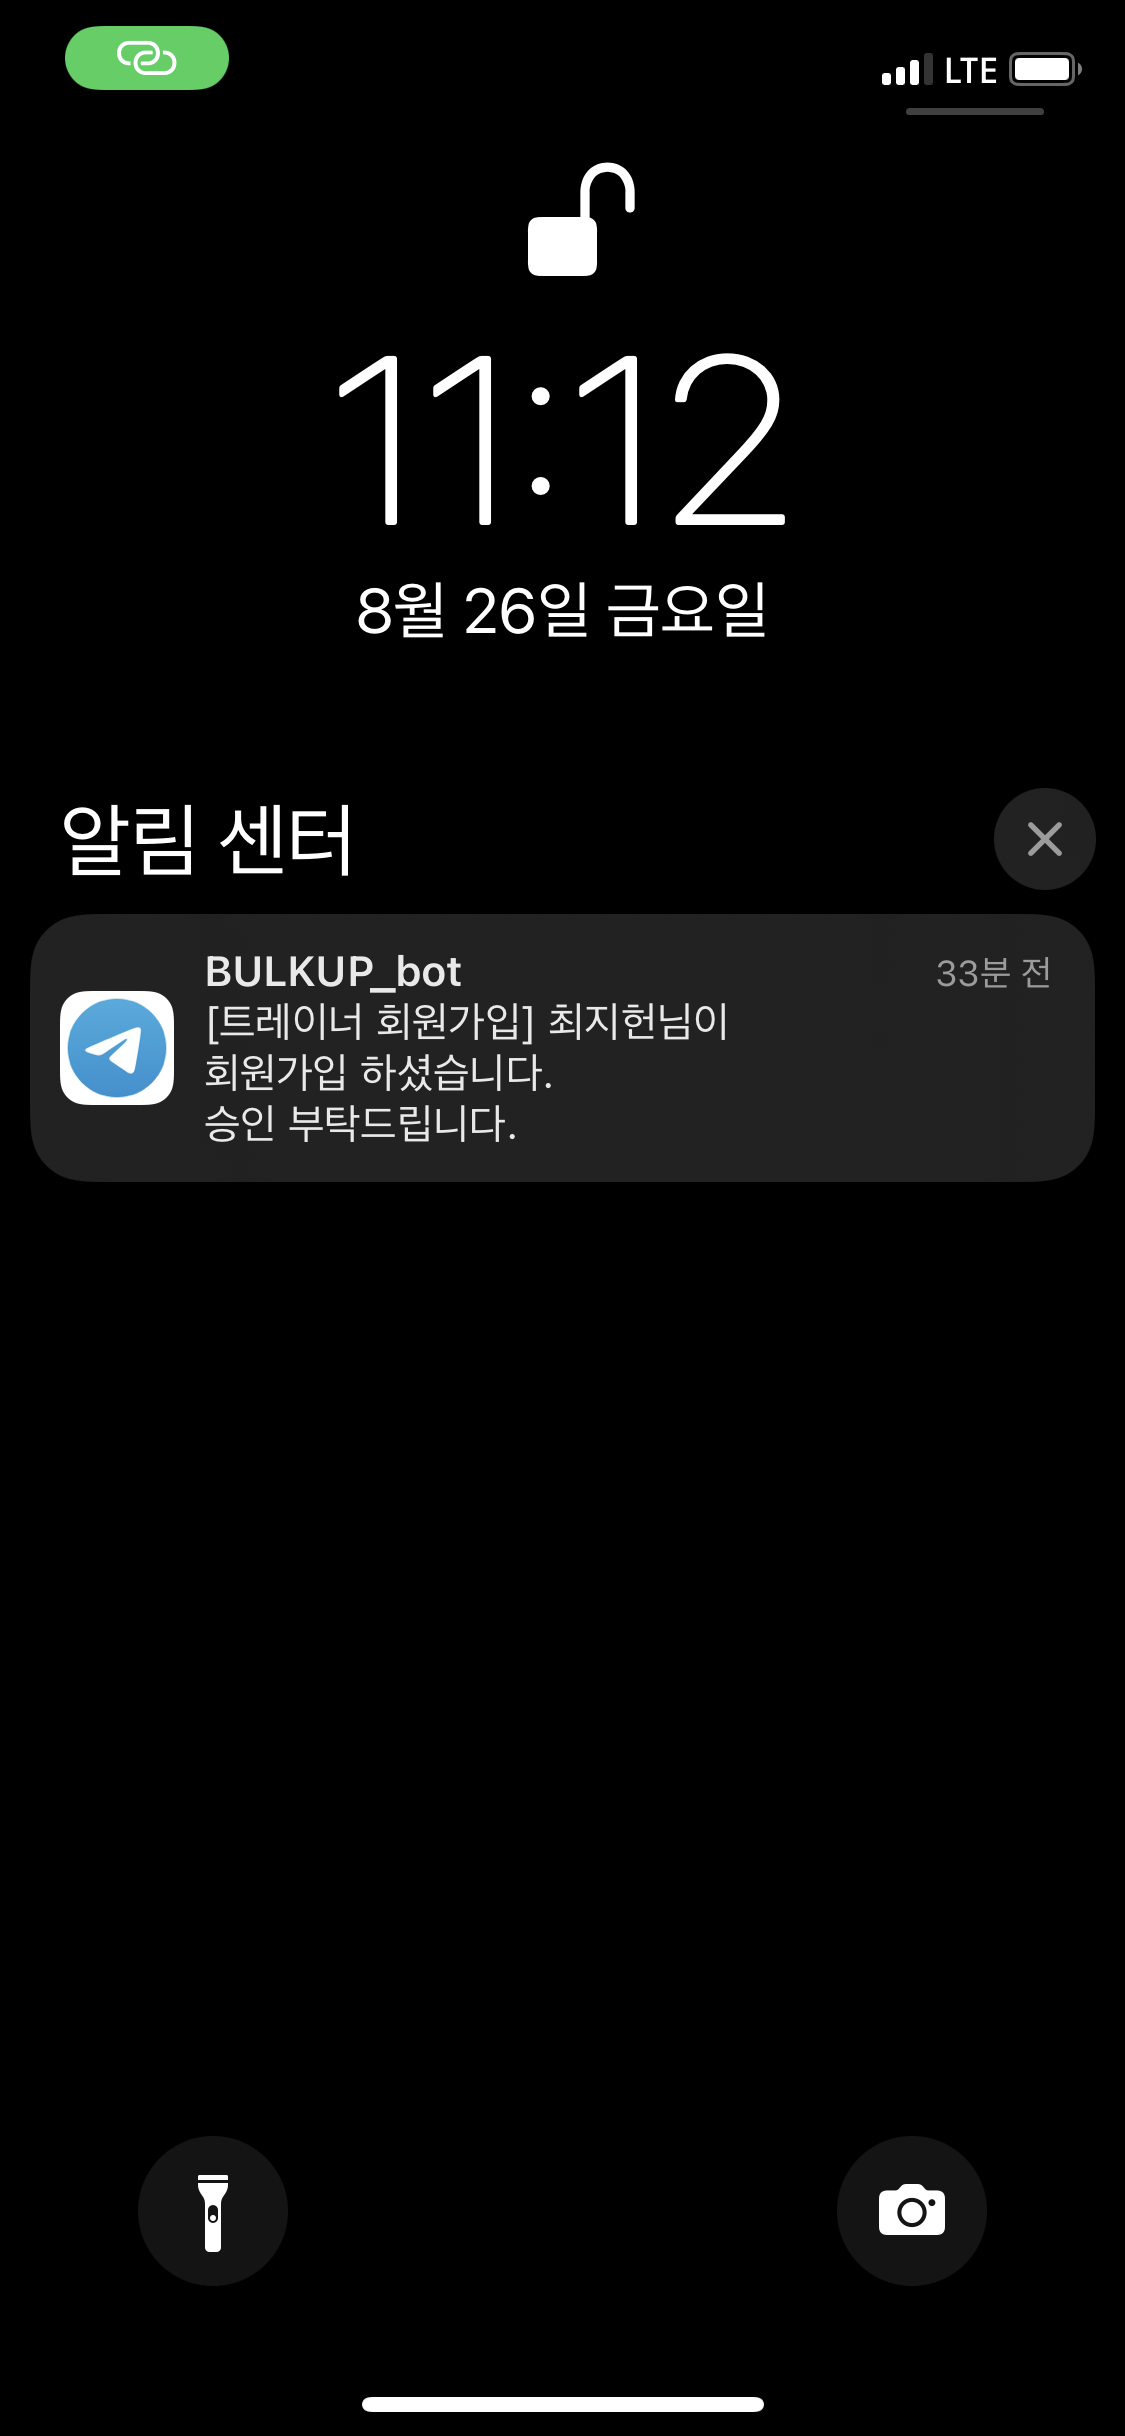 LTE
11:12
8월 26일 금요일
알림 센터
BULKUP_bot
33분 전
[트레이너 회원가입] 최지헌님이
회원가입 하셨습니다.
승인 부탁드립니다.